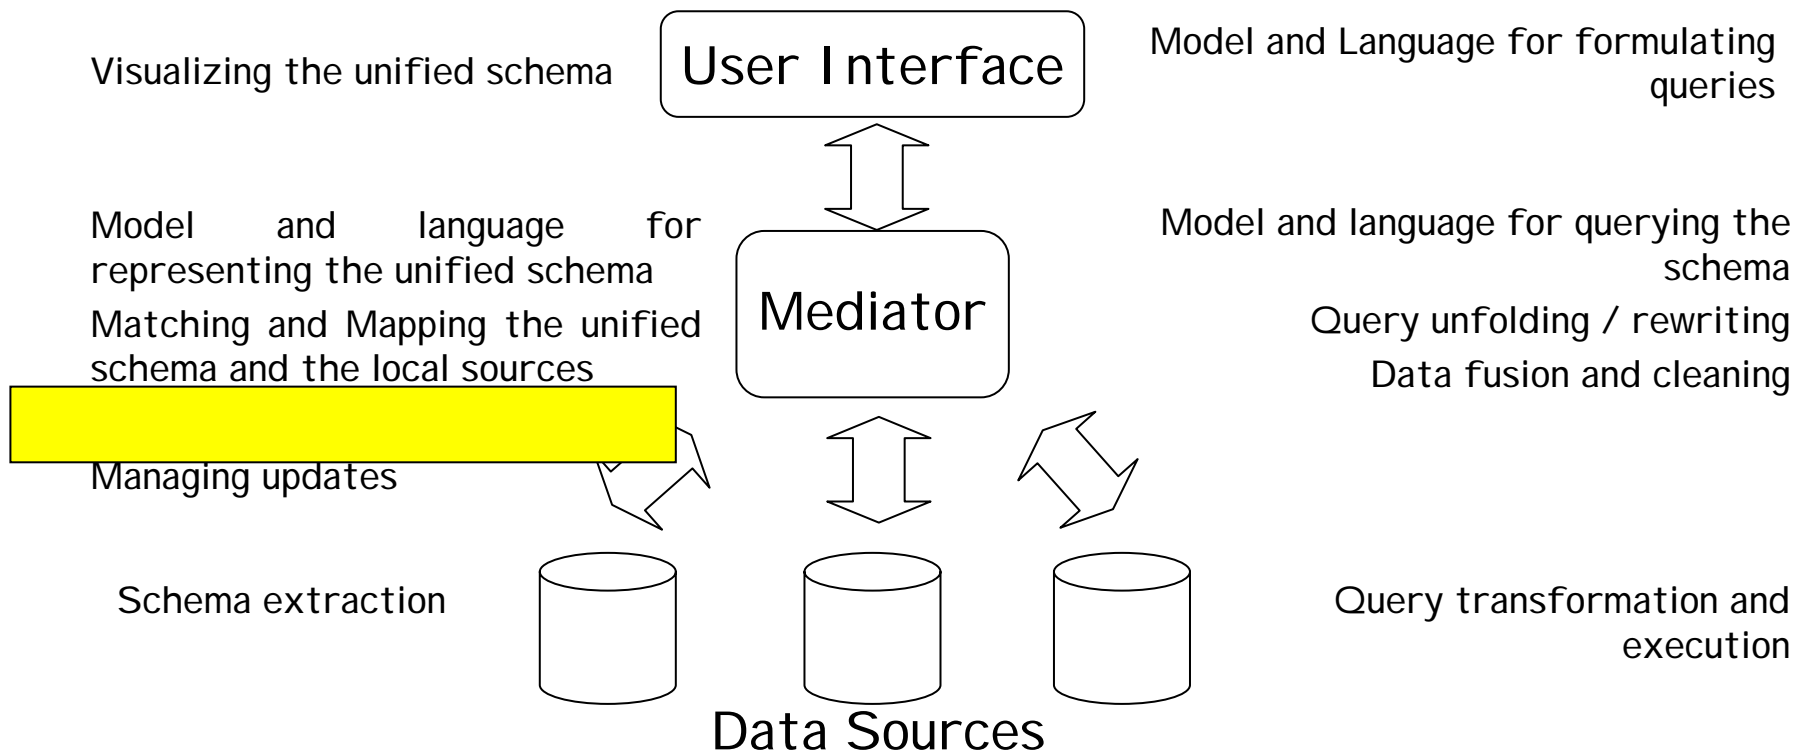 Visualizing the unified schema
User Interface
Model and Language for formulating
queries
Model and language for
representing the unified schema
Matching and Mapping the unified
schema and the local sources
Managing updates
Mediator
Model and language for querying the
schema
Query unfolding / rewriting
Data fusion and cleaning
Schema extraction
Query transformation and
execution
Data Sources